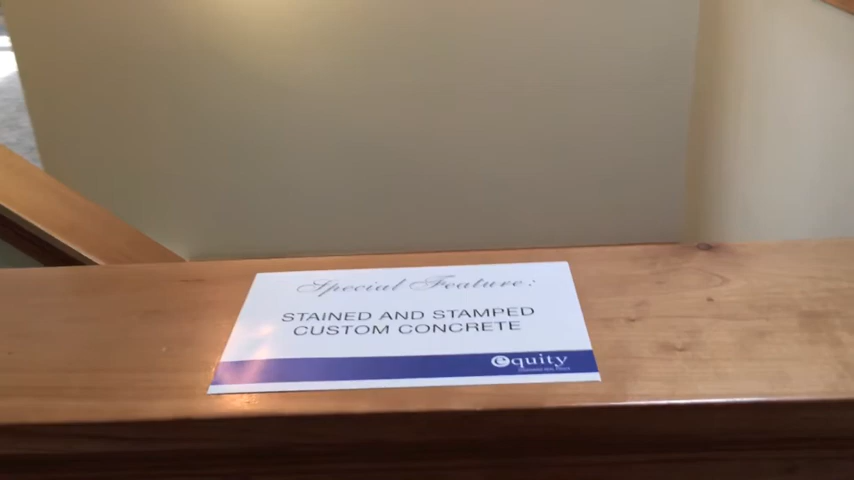 Special Feature:
STAINED AND STAMPED
CUSTOM CONCRETE
equity